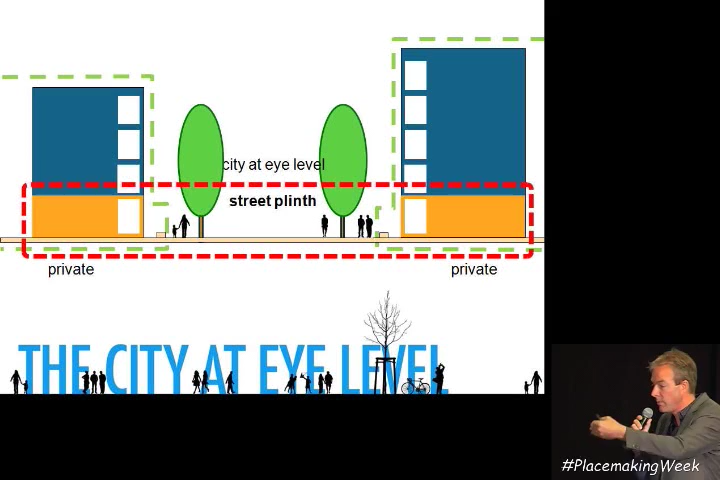 city at eye level
street plinth
private
private
THE CITY AT EYE LEVEL
#PlacemakingWeek